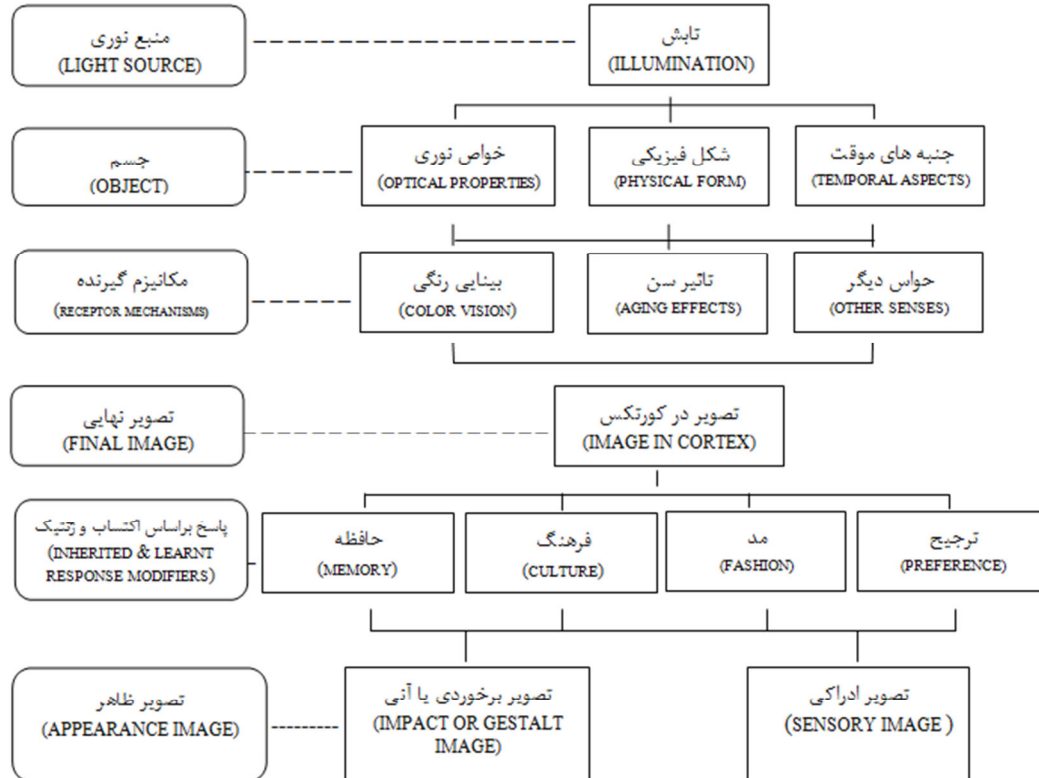 منبع نوری
(LIGHT SOURCE)
تابش
(ILLUMINATION)
جسم
(OBJECT)
خواص نوری
(OPTICAL PROPERTIES)
شکل فیزیکی
(PHYSICAL FORM)
جنبه های موقت
(TEMPORAL ASPECTS)
مکانیزم گیرنده
(RECEPTOR MECHANISMS)
بینایی رنگی
(COLOR VISION)
تاثیر سن
(AGING EFFECTS)
حواس دیگر
(OTHER SENSES)
تصویر نهایی
(FINAL IMAGE)
تصویر در کورتکس
(IMAGE IN CORTEX)
پاسخ براساس اکتساب و ژنتیک
(INHERITED & LEARNT
RESPONSE MODIFIERS)
حافظه
(MEMORY)
فرهنگ
(CULTURE)
مد
(FASHION)
ترجیح
(PREFERENCE)
تصویر ظاهر
(APPEARANCE IMAGE)
تصویر برخوردی یا آنی
(IMPACT OR GESTALT
IMAGE)
تصویر ادراکی
(SENSORY IMAGE )